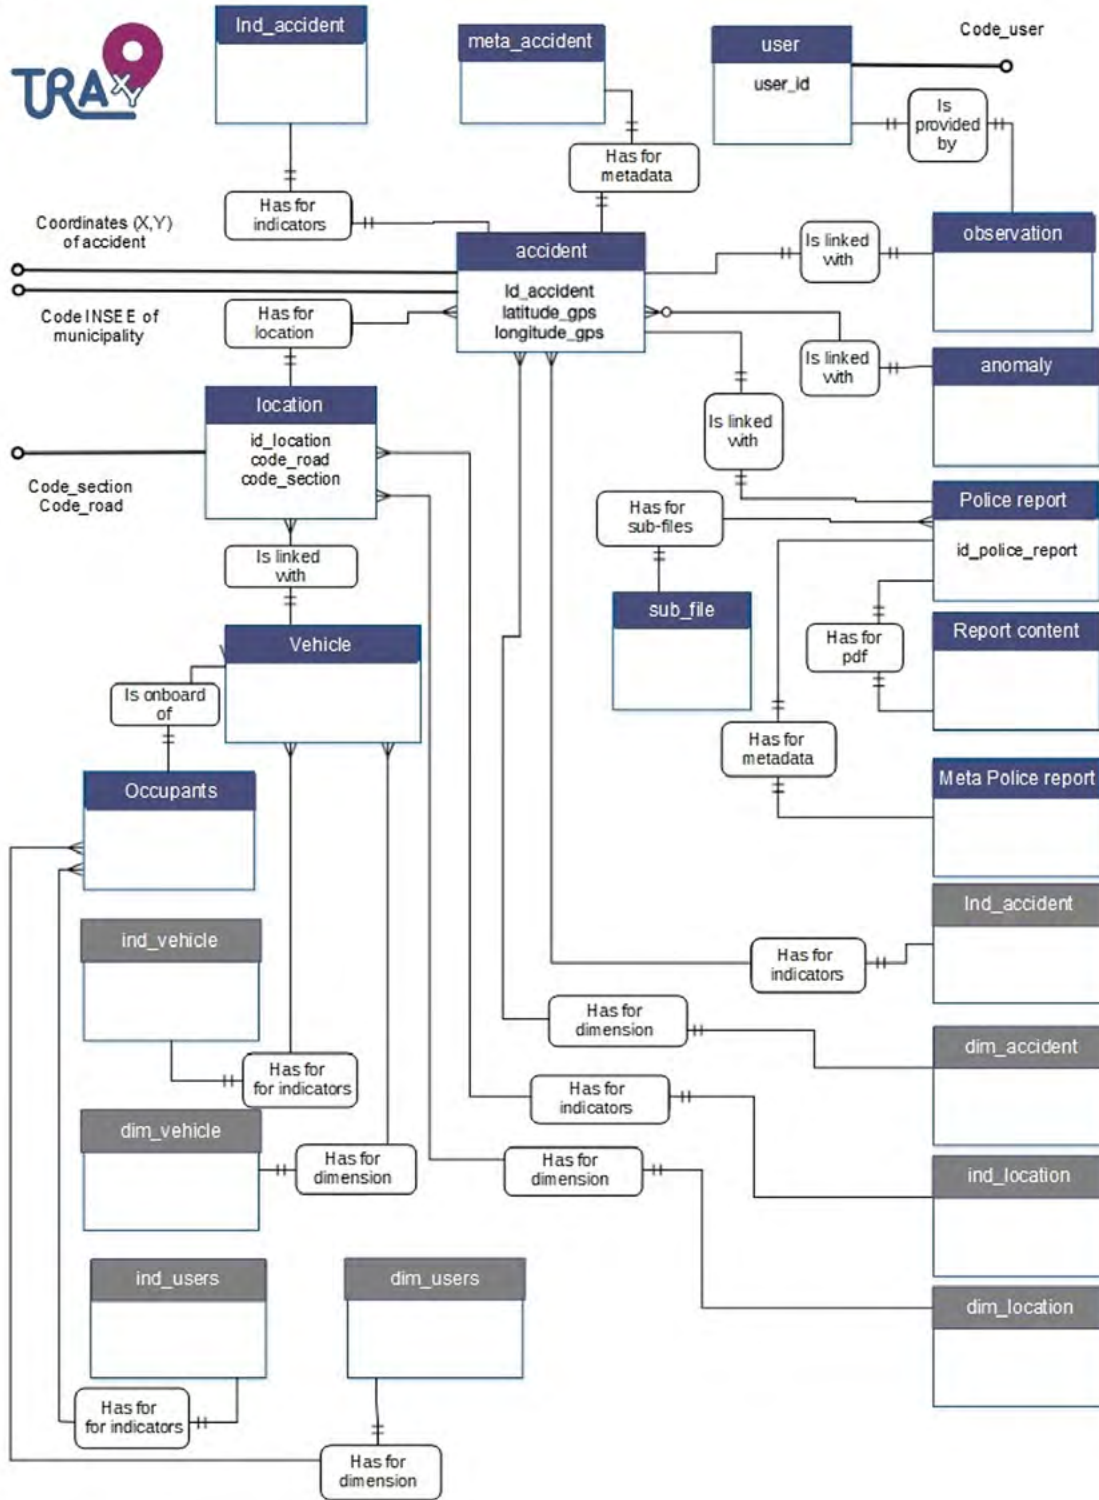 TRAXY
Ind_accident
meta_accident
user
user_id
Code_user
Is
provided
by
Has for
metadata
Has for
indicators
Coordinates (X,Y)
of accident
accident
Id_accident
latitude_gps
longitude_gps
Is linked
with
observation
Code INSEE of
municipality
Has for
location
Is linked
with
anomaly
location
id_location
code_road
code_section
Is linked
with
Code_section
Code_road
Has for
sub-files
Police report
id_police_report
Is linked
with
sub_file
Has for
pdf
Report content
Vehicle
Is onboard
of
Has for
metadata
Meta Police report
Occupants
Ind_accident
ind_vehicle
Has for
indicators
Has for
dimension
dim_accident
Has for
for indicators
Has for
indicators
dim_vehicle
Has for
dimension
Has for
dimension
ind_location
ind_users
dim_users
dim_location
Has for
for indicators
Has for
dimension